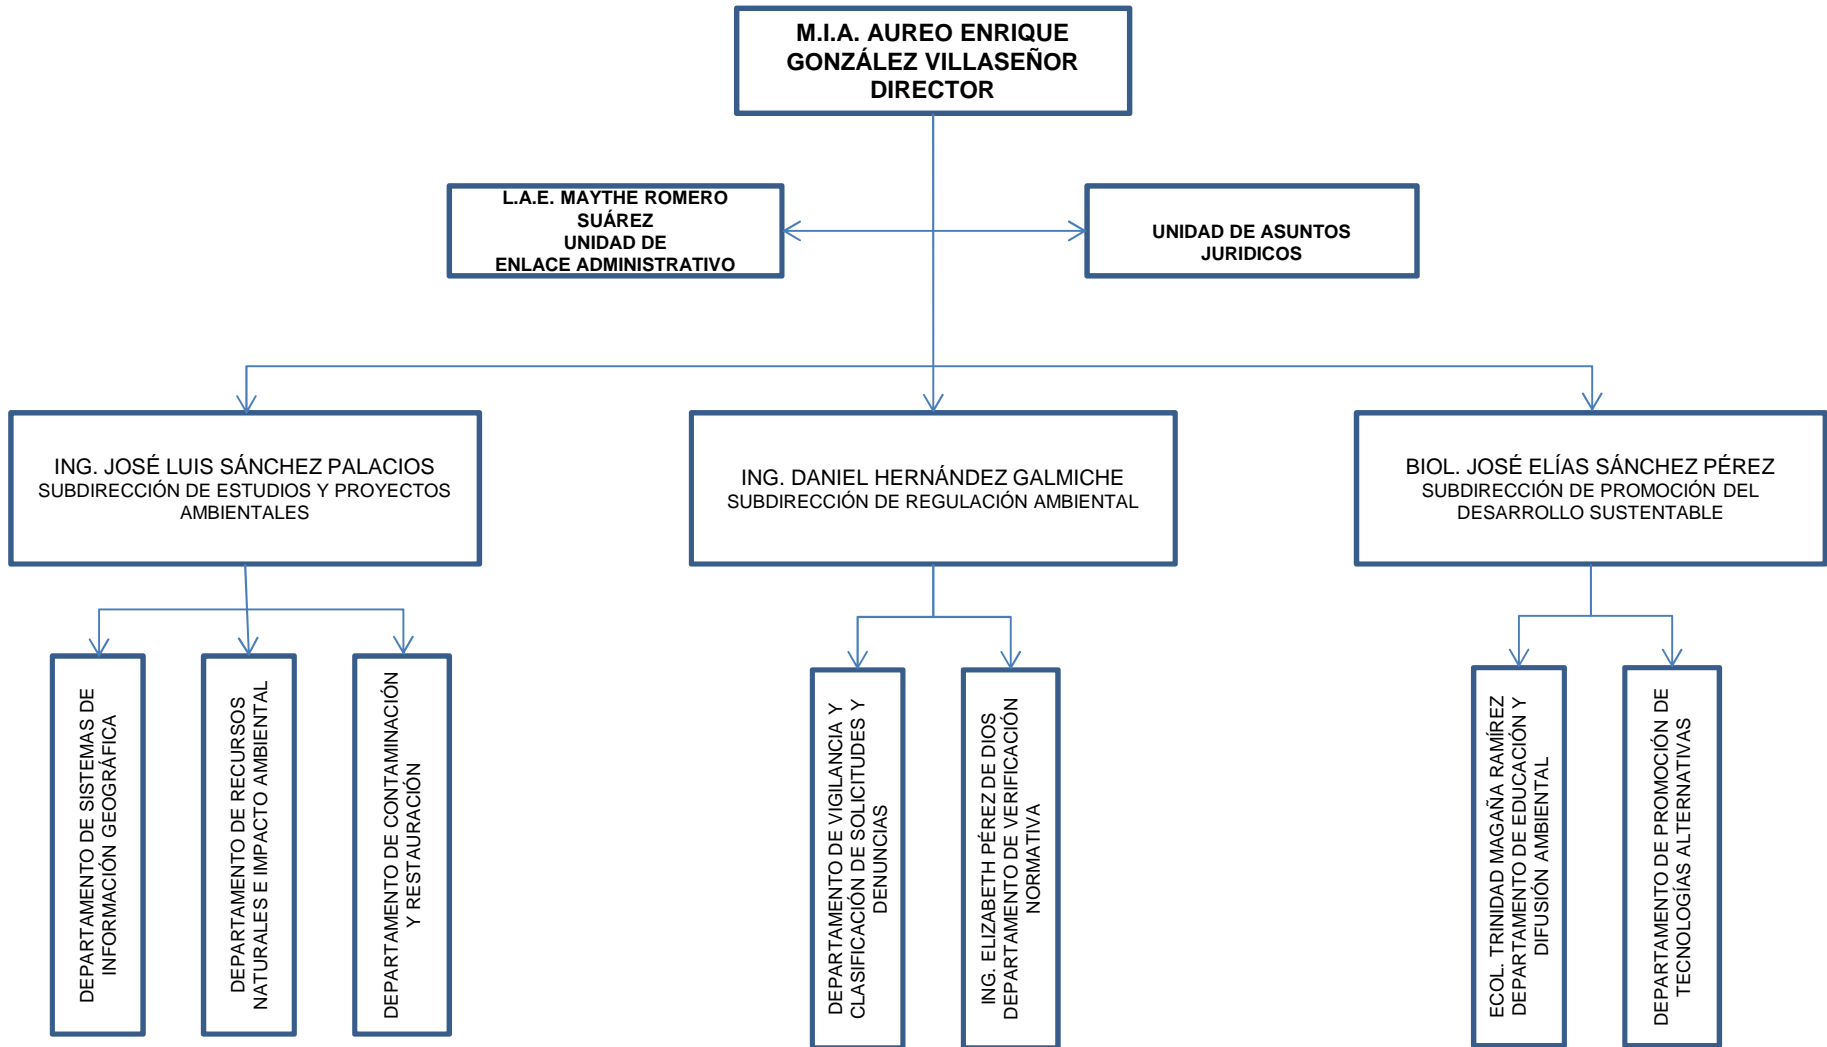 M.I.A. AUREO ENRIQUE
GONZÁLEZ VILLASEÑOR
DIRECTOR
L.A.E. MAYTHE ROMERO
SUÁREZ
UNIDAD DE
ENLACE ADMINISTRATIVO
UNIDAD DE ASUNTOS
JURIDICOS
ING. JOSÉ LUIS SÁNCHEZ PALACIOS
SUBDIRECCIÓN DE ESTUDIOS Y PROYECTOS
AMBIENTALES
ING. DANIEL HERNÁNDEZ GALMICHE
SUBDIRECCIÓN DE REGULACIÓN AMBIENTAL
BIOL. JOSÉ ELÍAS SÁNCHEZ PÉREZ
SUBDIRECCIÓN DE PROMOCIÓN DEL
DESARROLLO SUSTENTABLE
DEPARTAMENTO DE SISTEMAS DE
INFORMACIÓN GEOGRÁFICA
DEPARTAMENTO DE RECURSOS
NATURALES E IMPACTO AMBIENTAL
DEPARTAMENTO DE CONTAMINACIÓN
Y RESTAURACIÓN
DEPARTAMENTO DE VIGILANCIA Y
CLASIFICACIÓN DE SOLICITUDES Y
DENUNCIAS
ING. ELIZABETH PÉREZ DE DIOS
DEPARTAMENTO DE VERIFICACIÓN
NORMATIVA
ECOL. TRINIDAD MAGAÑA RAMÍREZ
DEPARTAMENTO DE EDUCACIÓN Y
DIFUSIÓN AMBIENTAL
DEPARTAMENTO DE PROMOCIÓN DE
TECNOLOGÍAS ALTERNATIVAS